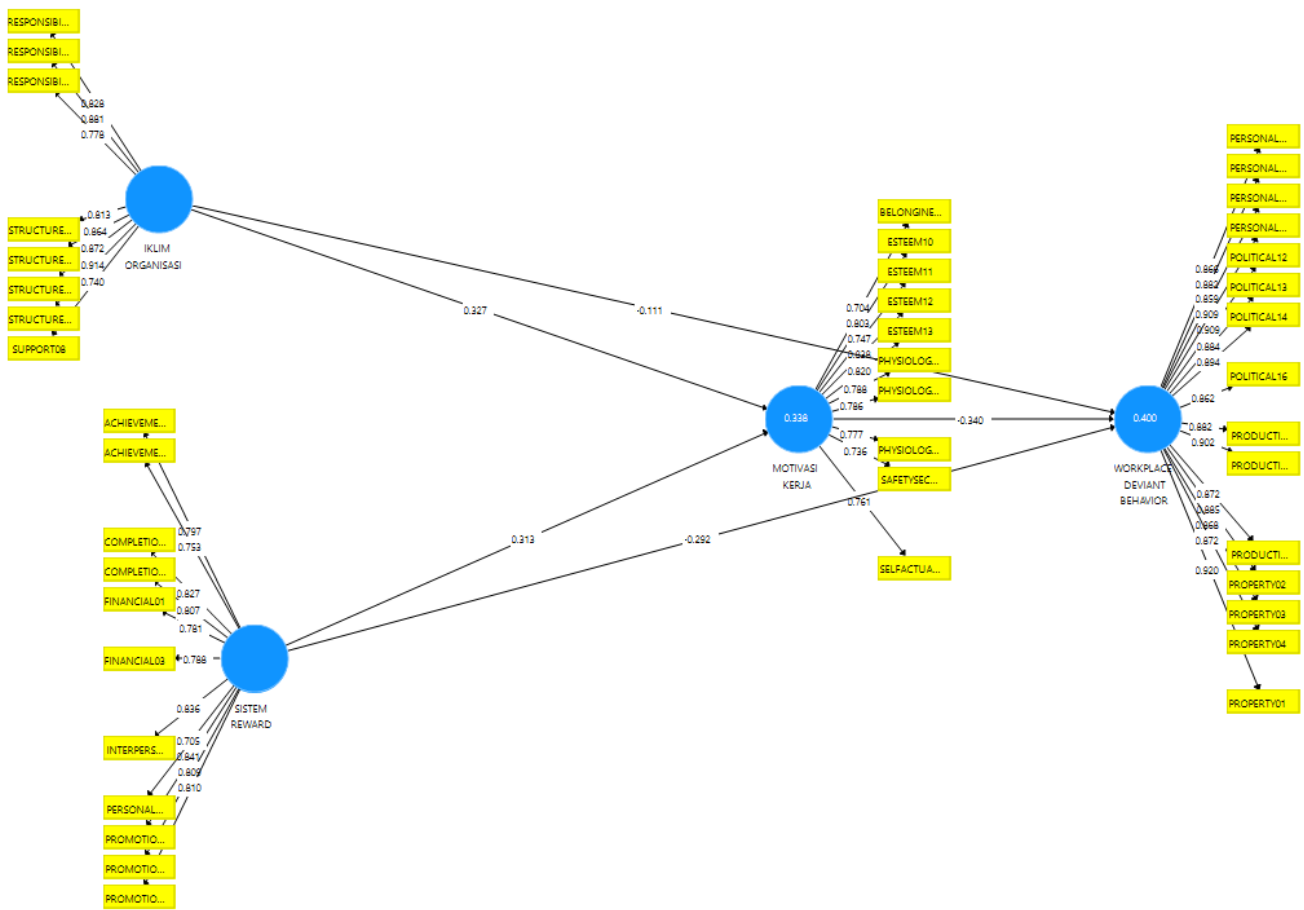 RESPONSIBI...
RESPONSIBI...
RESPONSIBI...
0.828
0.881
0.778
IKLIM
ORGANISASI
0.813
0.864
0.872
0.914
0.740
STRUCTURE...
STRUCTURE...
STRUCTURE...
STRUCTURE...
SUPPORT08
0.327
-0.111
ACHIEVEME...
ACHIEVEME...
COMPLETIO...
COMPLETIO...
FINANCIAL01
FINANCIAL03
INTERPERS...
PERSONAL...
PROMOTIO...
PROMOTIO...
PROMOTIO...
0.797
0.753
0.827
0.807
0.781
0.788
0.836
0.705
0.841
0.809
0.810
SISTEM
REWARD
0.313
-0.292
BELONGINE...
ESTEEM10
ESTEEM11
ESTEEM12
ESTEEM13
PHYSIOLOG...
PHYSIOLOG...
PHYSIOLOG...
SAFETYSEC...
SELFACTUA...
0.704
0.803
0.747
0.838
0.820
0.788
0.786
0.777
0.736
0.761
0.338
MOTIVASI
KERJA
-0.340
0.400
WORKPLACE
DEVIANT
BEHAVIOR
0.882
0.859
0.909
0.909
0.884
0.894
0.862
0.882
0.902
0.872
0.885
0.868
0.872
0.920
PERSONAL...
PERSONAL...
PERSONAL...
PERSONAL...
POLITICAL12
POLITICAL13
POLITICAL14
POLITICAL16
PRODUCTI...
PRODUCTI...
PRODUCTI...
PROPERTY02
PROPERTY03
PROPERTY04
PROPERTY01